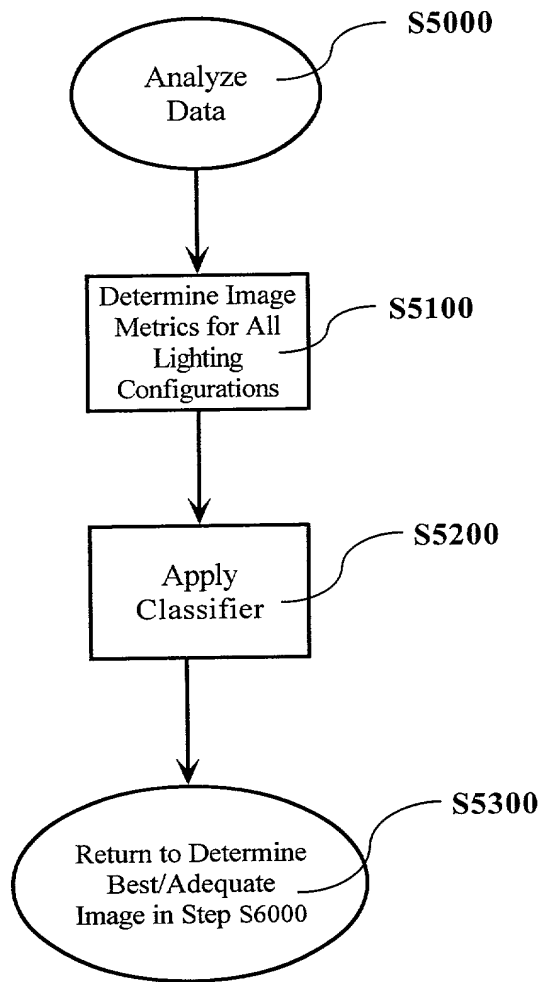 S5000
Analyze
Data
Determine Image
Metrics for All
Lighting
Configurations
S5100
S5200
Apply
Classifier
S5300
Return to Determine
Best/Adequate
Image in Step S6000